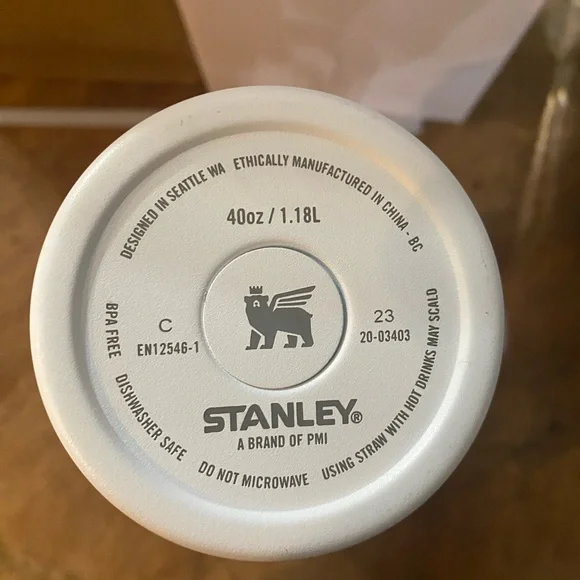 DESIGNED IN SEATTLE WA ETHICALLY MANUFACTURED IN CHINA - BC
40oz / 1.18L
C
EN12546-1
23
20-03403
STANLEY®
A BRAND OF PMI
BPA FREE DISHWASHER SAFE DO NOT MICROWAVE USING STRAW WITH HOT DRINKS MAY SCALD